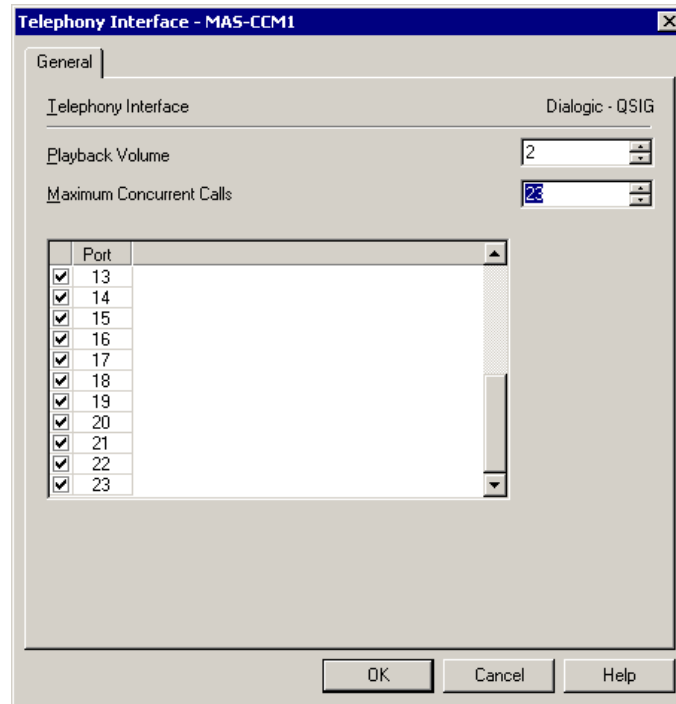 Telephony Interface - MAS-CCM1
General
Telephony Interface Dialogic - QSIG
Playback Volume 2
Maximum Concurrent Calls 23
Port
13
14
15
16
17
18
19
20
21
22
23
OK Cancel Help